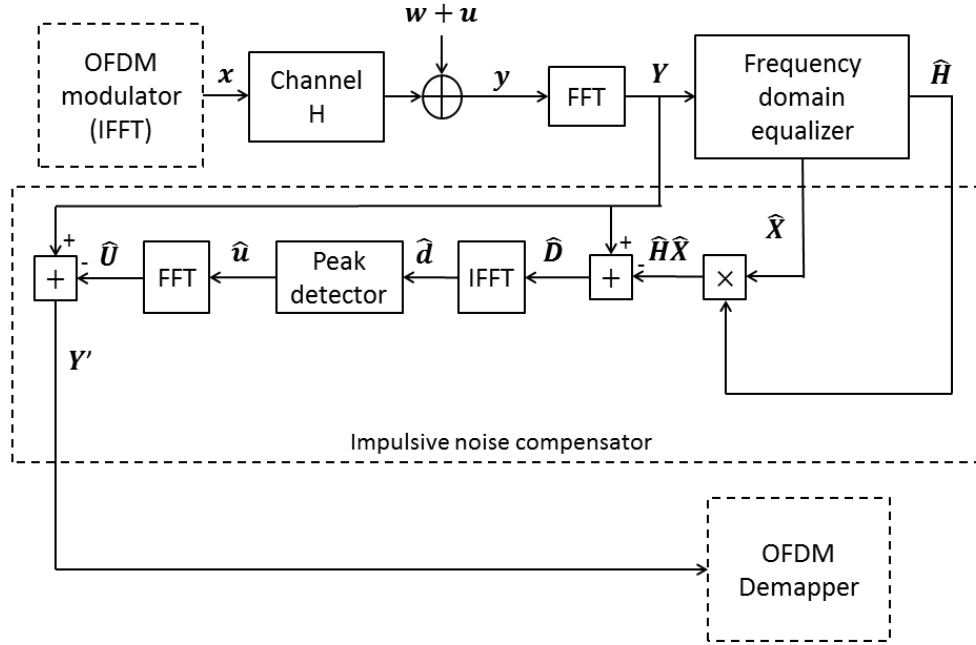 w + u
OFDM
modulator
(IFFT)
x
Channel
H
y
FFT
Y
Frequency
domain
equalizer
Ĥ
X̂
+
+
-
Û
FFT
û
Peak
detector
d̂
IFFT
D̂
+
+
-
ĤX̂
×
Y′
Impulsive noise compensator
OFDM
Demapper